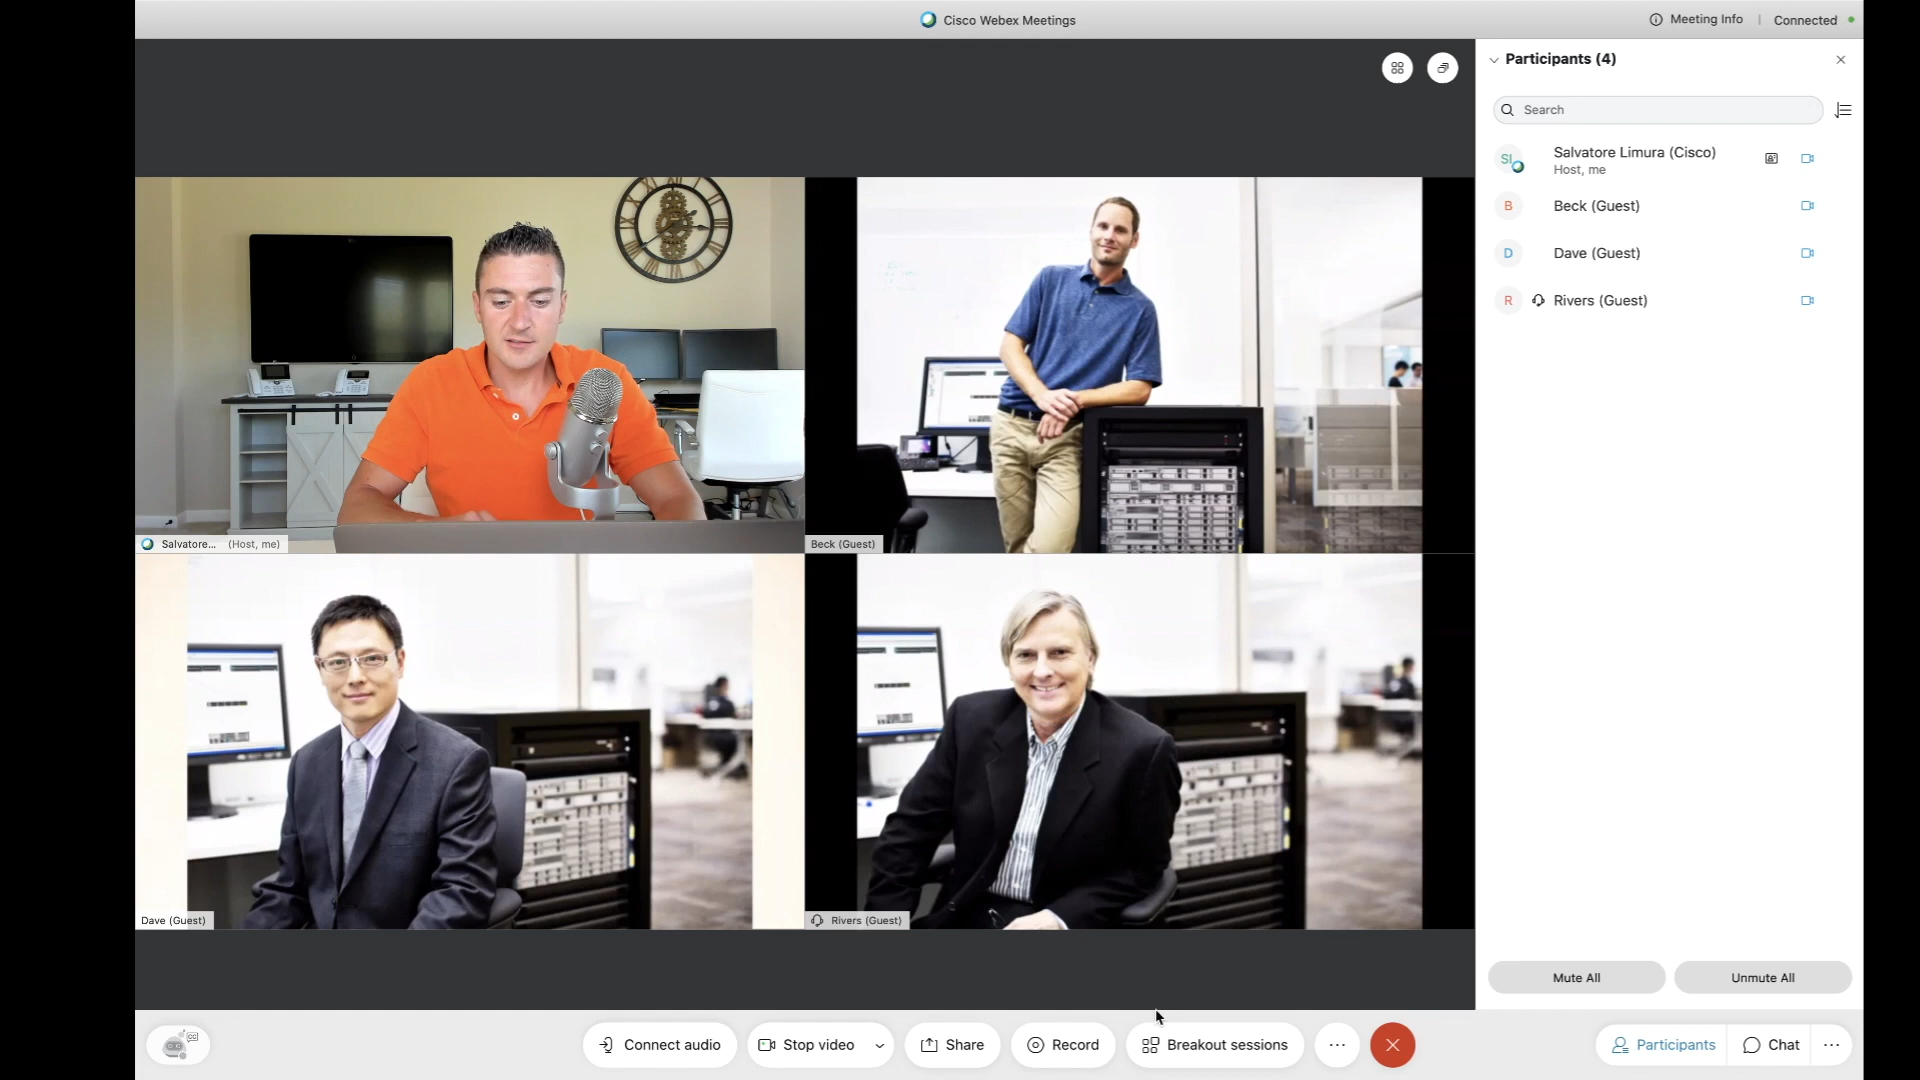 Cisco Webex Meetings
Meeting Info | Connected
Participants (4)
Search
SI
Salvatore Limura (Cisco)
Host, me
B Beck (Guest)
D Dave (Guest)
R Rivers (Guest)
Salvatore... (Host, me)
Beck (Guest)
Dave (Guest)
Rivers (Guest)
Mute All Unmute All
CC
Connect audio Stop video Share Record Breakout sessions ... Participants Chat ...